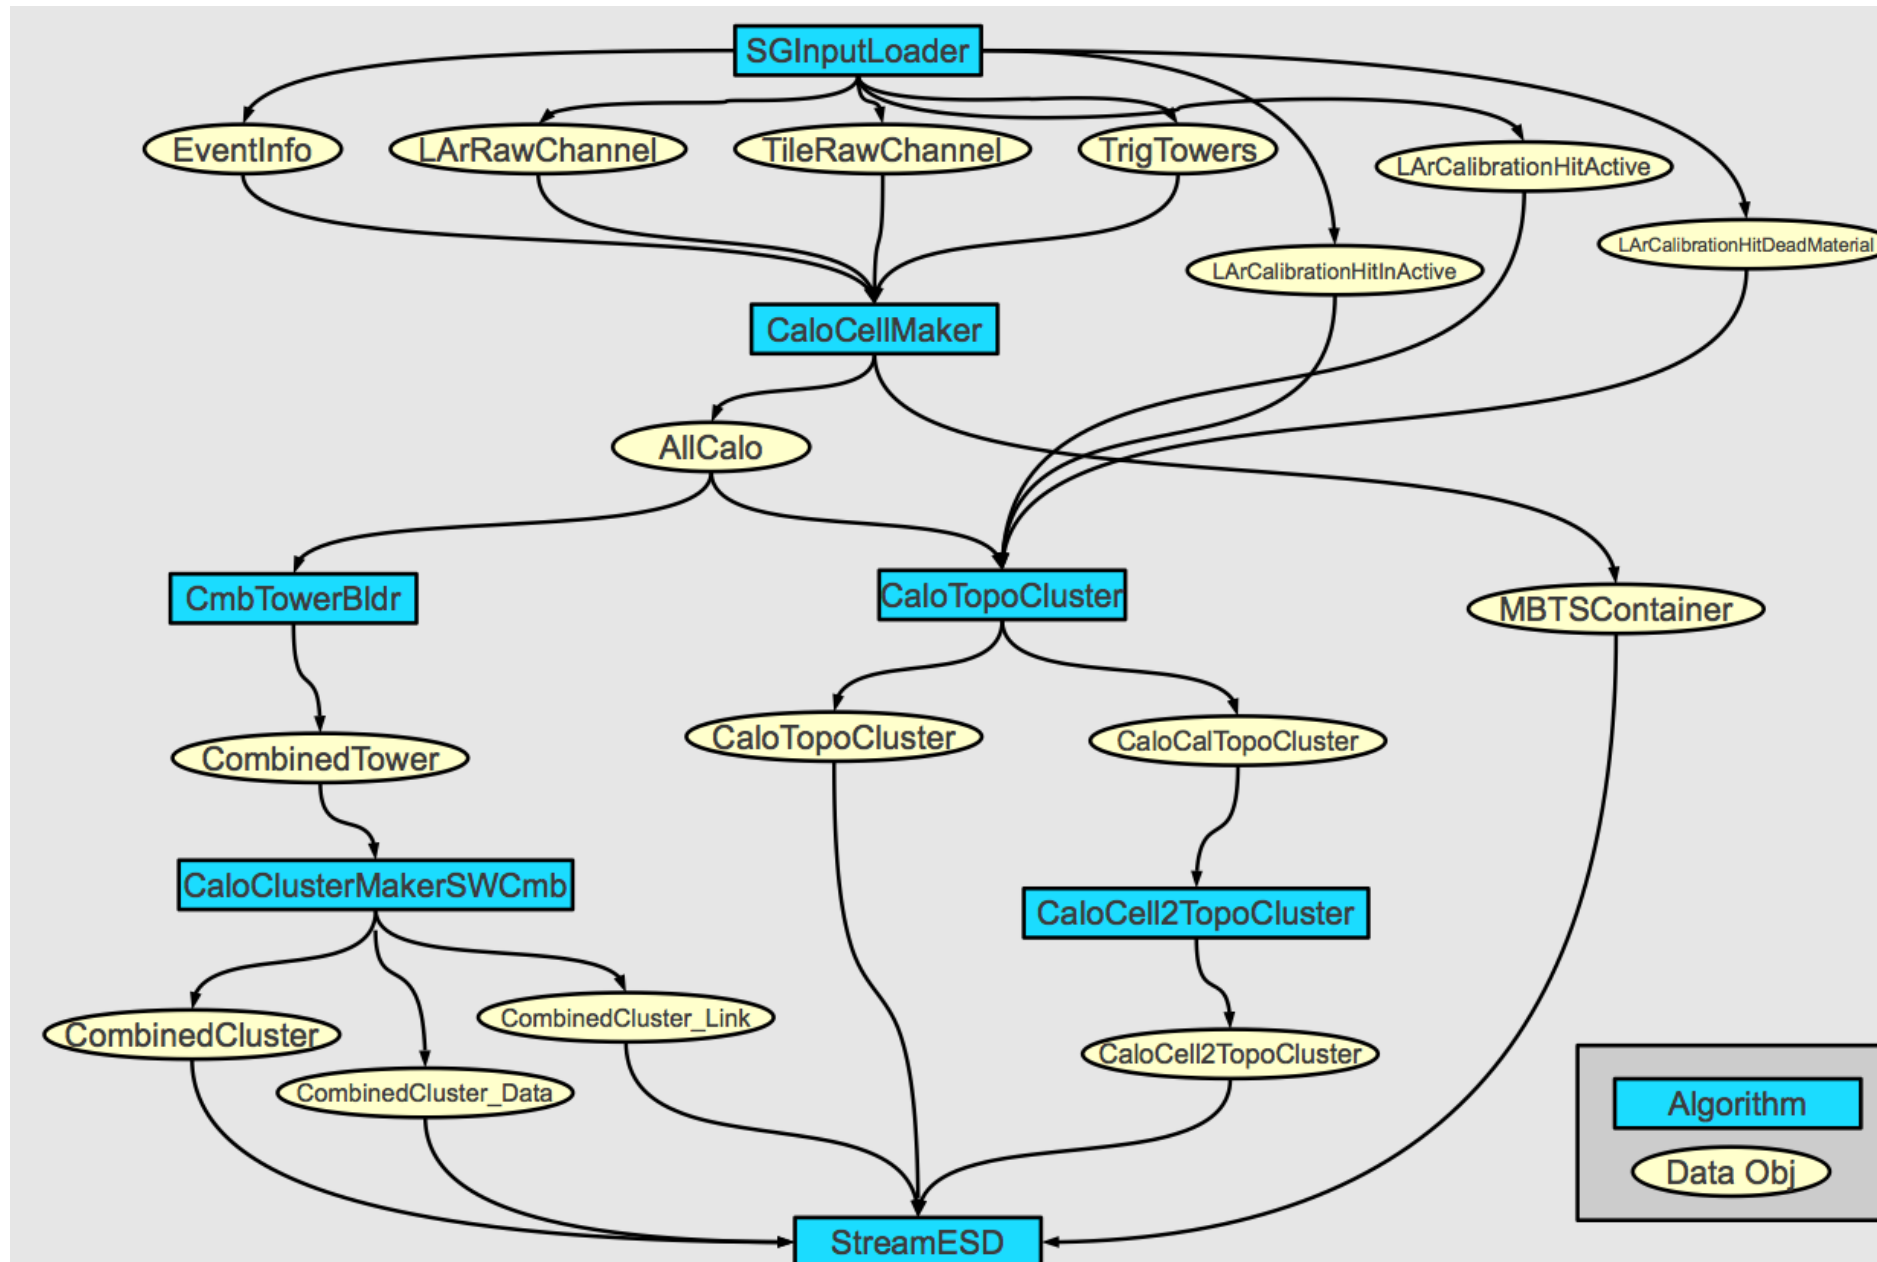 SGInputLoader
EventInfo
LArRawChannel
TileRawChannel
TrigTowers
LArCalibrationHitActive
LArCalibrationHitDeadMaterial
LArCalibrationHitInActive
CaloCellMaker
AllCalo
CmbTowerBldr
CaloTopoCluster
MBTSContainer
CombinedTower
CaloTopoCluster
CaloCalTopoCluster
CaloClusterMakerSWCmb
CaloCell2TopoCluster
CombinedCluster
CombinedCluster_Link
CombinedCluster_Data
CaloCell2TopoCluster
Algorithm
Data Obj
StreamESD